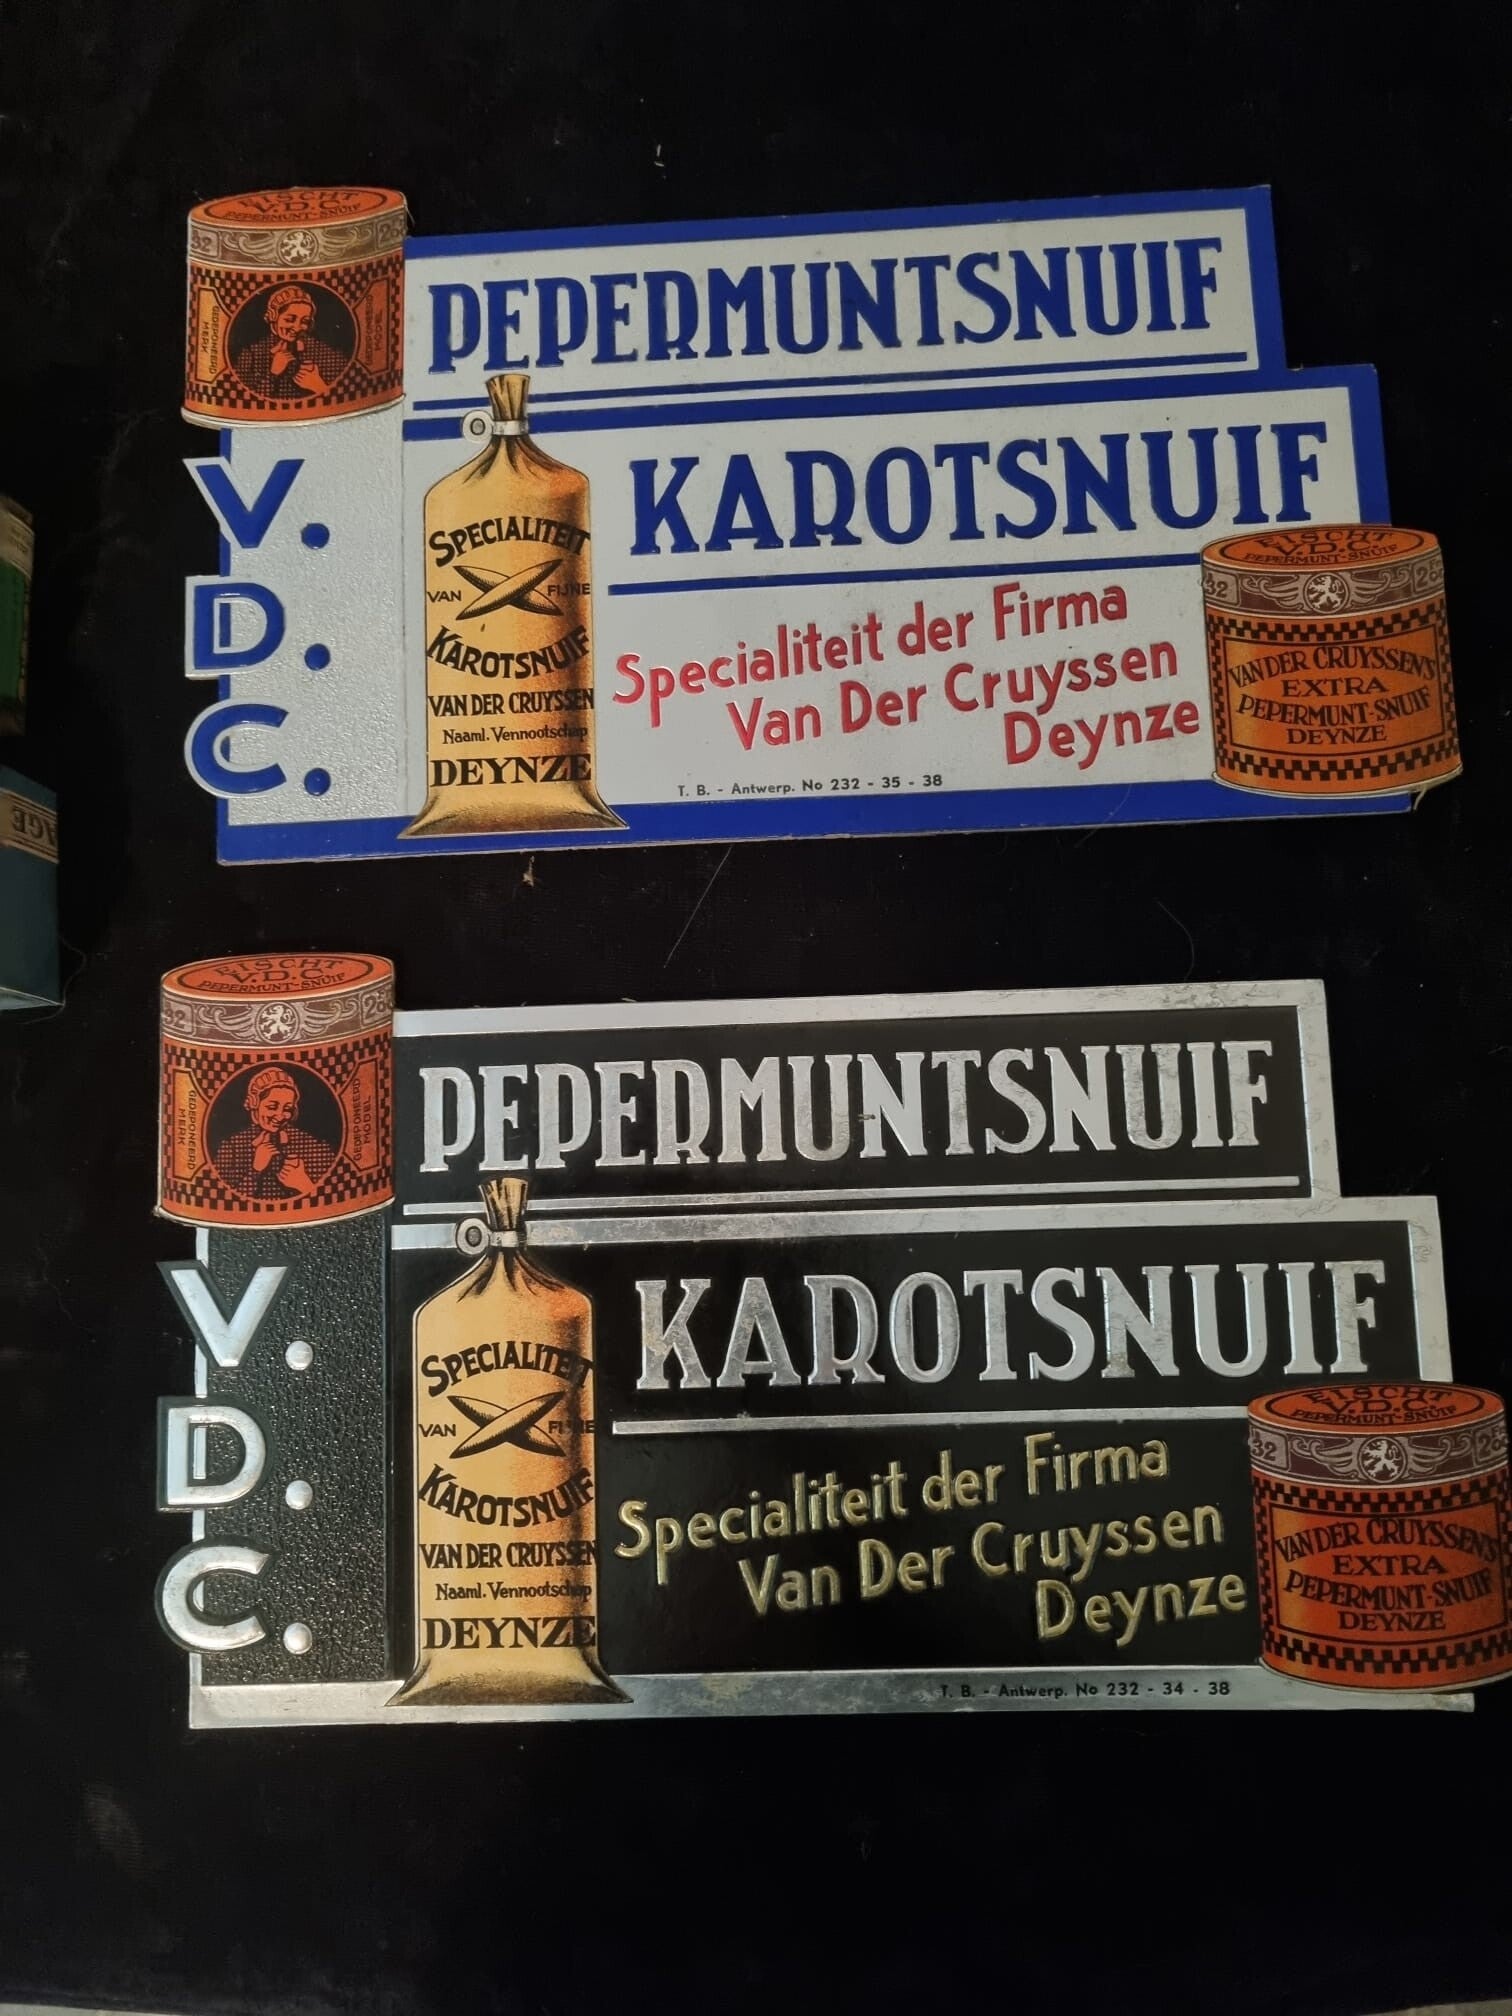 EISCHT
V.D.C.
PEPERMUNT-SNUIF
32
GEDEPONEERD
MERK
GEDEPONEERD
MODEL
PEPERMUNTSNUIF
KAROTSNUIF
V.
D.
C.
SPECIALITEIT
VAN FIJNE
KAROTSNUIF
VAN DER CRUYSSEN
Naaml. Vennootschap
DEYNZE
Specialiteit der Firma
Van Der Cruyssen
Deynze
T. B. - Antwerp. No 232 - 35 - 38
EISCHT
V.D.C.
PEPERMUNT-SNUIF
32
VAN DER CRUYSSEN'S
EXTRA
PEPERMUNT-SNUIF
DEYNZE
AGE
EISCHT
V.D.C.
PEPERMUNT-SNUIF
32
GEDEPONEERD
MERK
GEDEPONEERD
MODEL
PEPERMUNTSNUIF
KAROTSNUIF
V.
D.
C.
SPECIALITEIT
VAN FIJNE
KAROTSNUIF
VAN DER CRUYSSEN
Naaml. Vennootschap
DEYNZE
Specialiteit der Firma
Van Der Cruyssen
Deynze
T. B. - Antwerp. No 232 - 34 - 38
EISCHT
V.D.C.
PEPERMUNT-SNUIF
32
VAN DER CRUYSSEN'S
EXTRA
PEPERMUNT-SNUIF
DEYNZE